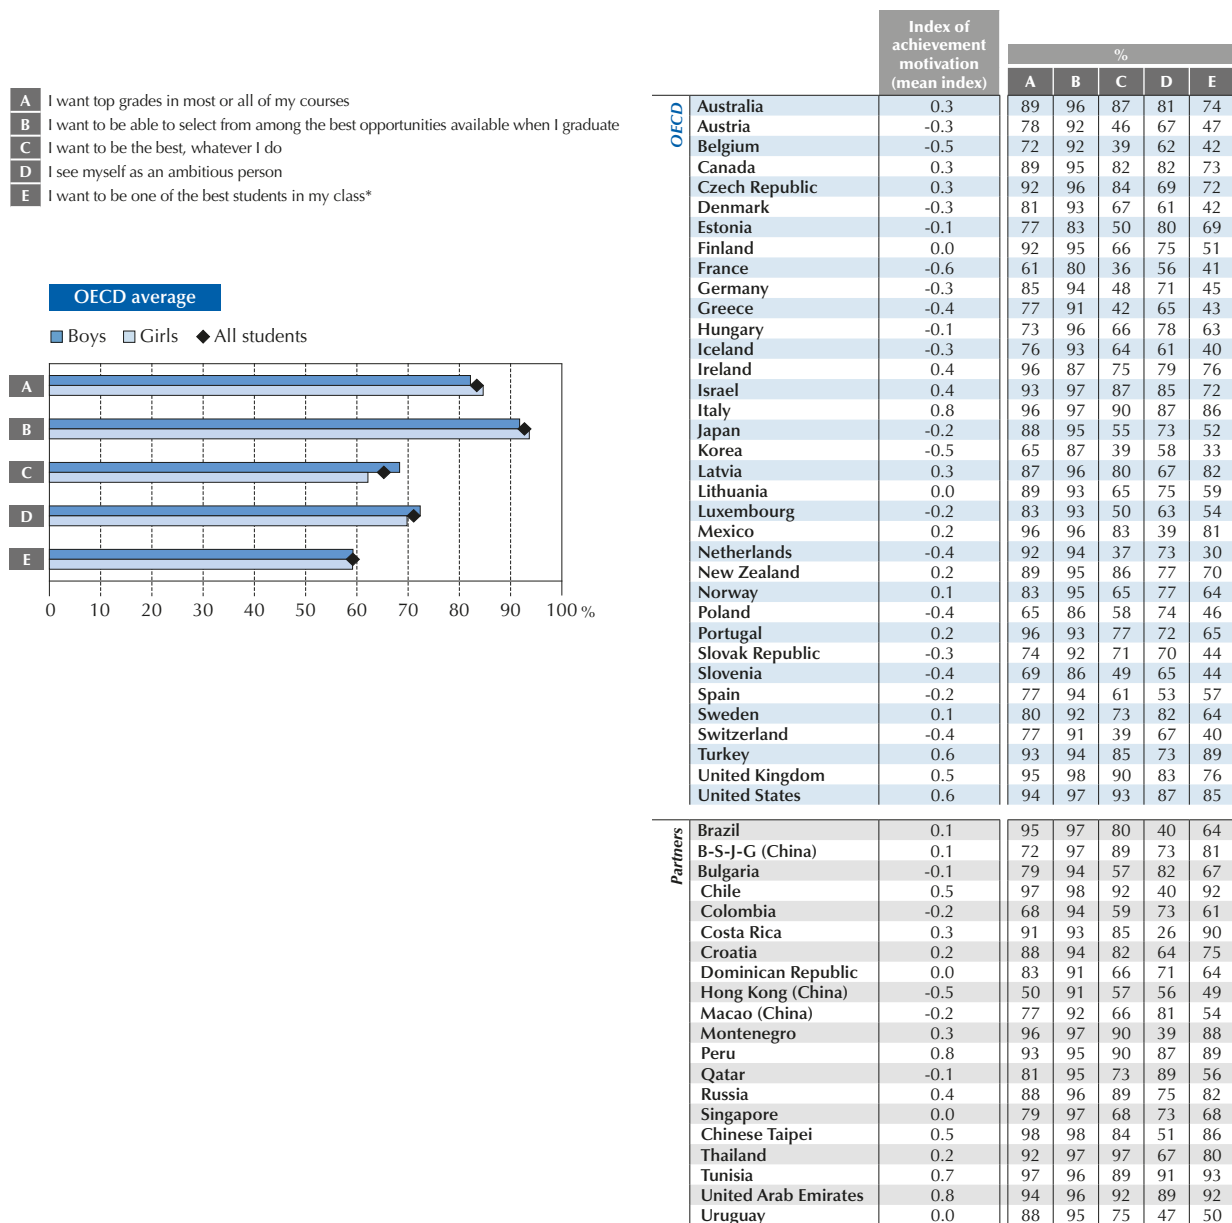 A I want top grades in most or all of my courses
B I want to be able to select from among the best opportunities available when I graduate
C I want to be the best, whatever I do
D I see myself as an ambitious person
E I want to be one of the best students in my class*
OECD average
Boys Girls All students
A
B
C
D
E
0 10 20 30 40 50 60 70 80 90 100 %
Index of
achievement
motivation
(mean index)
%
A B C D E
OECD
Australia 0.3 89 96 87 81 74
Austria -0.3 78 92 46 67 47
Belgium -0.5 72 92 39 62 42
Canada 0.3 89 95 82 82 73
Czech Republic 0.3 92 96 84 69 72
Denmark -0.3 81 93 67 61 42
Estonia -0.1 77 83 50 80 69
Finland 0.0 92 95 66 75 51
France -0.6 61 80 36 56 41
Germany -0.3 85 94 48 71 45
Greece -0.4 77 91 42 65 43
Hungary -0.1 73 96 66 78 63
Iceland -0.3 76 93 64 61 40
Ireland 0.4 96 87 75 79 76
Israel 0.4 93 97 87 85 72
Italy 0.8 96 97 90 87 86
Japan -0.2 88 95 55 73 52
Korea -0.5 65 87 39 58 33
Latvia 0.3 87 96 80 67 82
Lithuania 0.0 89 93 65 75 59
Luxembourg -0.2 83 93 50 63 54
Mexico 0.2 96 96 83 39 81
Netherlands -0.4 92 94 37 73 30
New Zealand 0.2 89 95 86 77 70
Norway 0.1 83 95 65 77 64
Poland -0.4 65 86 58 74 46
Portugal 0.2 96 93 77 72 65
Slovak Republic -0.3 74 92 71 70 44
Slovenia -0.4 69 86 49 65 44
Spain -0.2 77 94 61 53 57
Sweden 0.1 80 92 73 82 64
Switzerland -0.4 77 91 39 67 40
Turkey 0.6 93 94 85 73 89
United Kingdom 0.5 95 98 90 83 76
United States 0.6 94 97 93 87 85
Partners
Brazil 0.1 95 97 80 40 64
B-S-J-G (China) 0.1 72 97 89 73 81
Bulgaria -0.1 79 94 57 82 67
Chile 0.5 97 98 92 40 92
Colombia -0.2 68 94 59 73 61
Costa Rica 0.3 91 93 85 26 90
Croatia 0.2 88 94 82 64 75
Dominican Republic 0.0 83 91 66 71 64
Hong Kong (China) -0.5 50 91 57 56 49
Macao (China) -0.2 77 92 66 81 54
Montenegro 0.3 96 97 90 39 88
Peru 0.8 93 95 90 87 89
Qatar -0.1 81 95 73 89 56
Russia 0.4 88 96 89 75 82
Singapore 0.0 79 97 68 73 68
Chinese Taipei 0.5 98 98 84 51 86
Thailand 0.2 92 97 97 67 80
Tunisia 0.7 97 96 89 91 93
United Arab Emirates 0.8 94 96 92 89 92
Uruguay 0.0 88 95 75 47 50